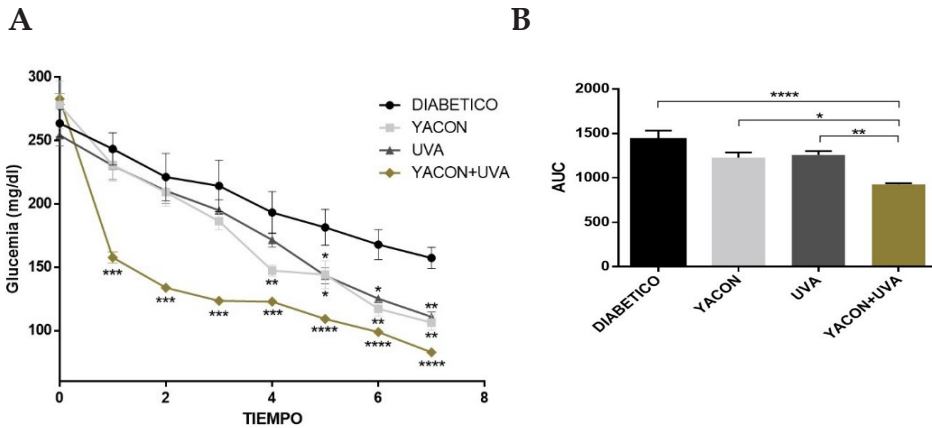 A
B
300
250
200
150
100
Glucemia (mg/dl)
0
2
4
6
8
TIEMPO
DIABETICO
YACON
UVA
YACON+UVA
***
***
***
**
***
*
*
****
*
**
****
**
**
****
2000
1500
1000
500
0
AUC
****
*
**
DIABETICO
YACON
UVA
YACON+UVA